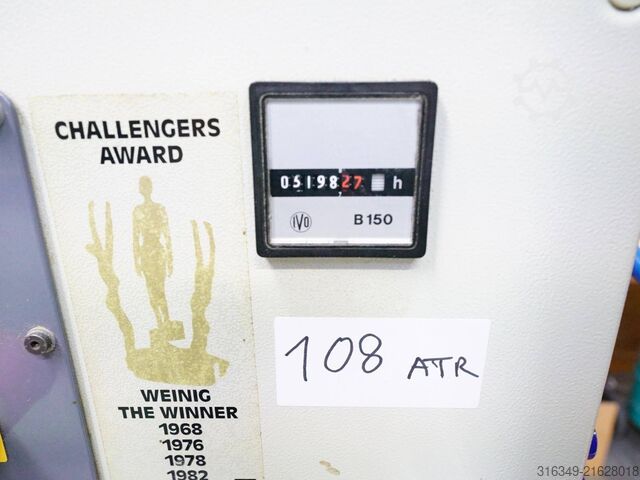 CHALLENGERS
AWARD
WEINIG
THE WINNER
1968
1976
1978
1982
0519827 h
IVO
B 150
108 ATR
316349-21628018